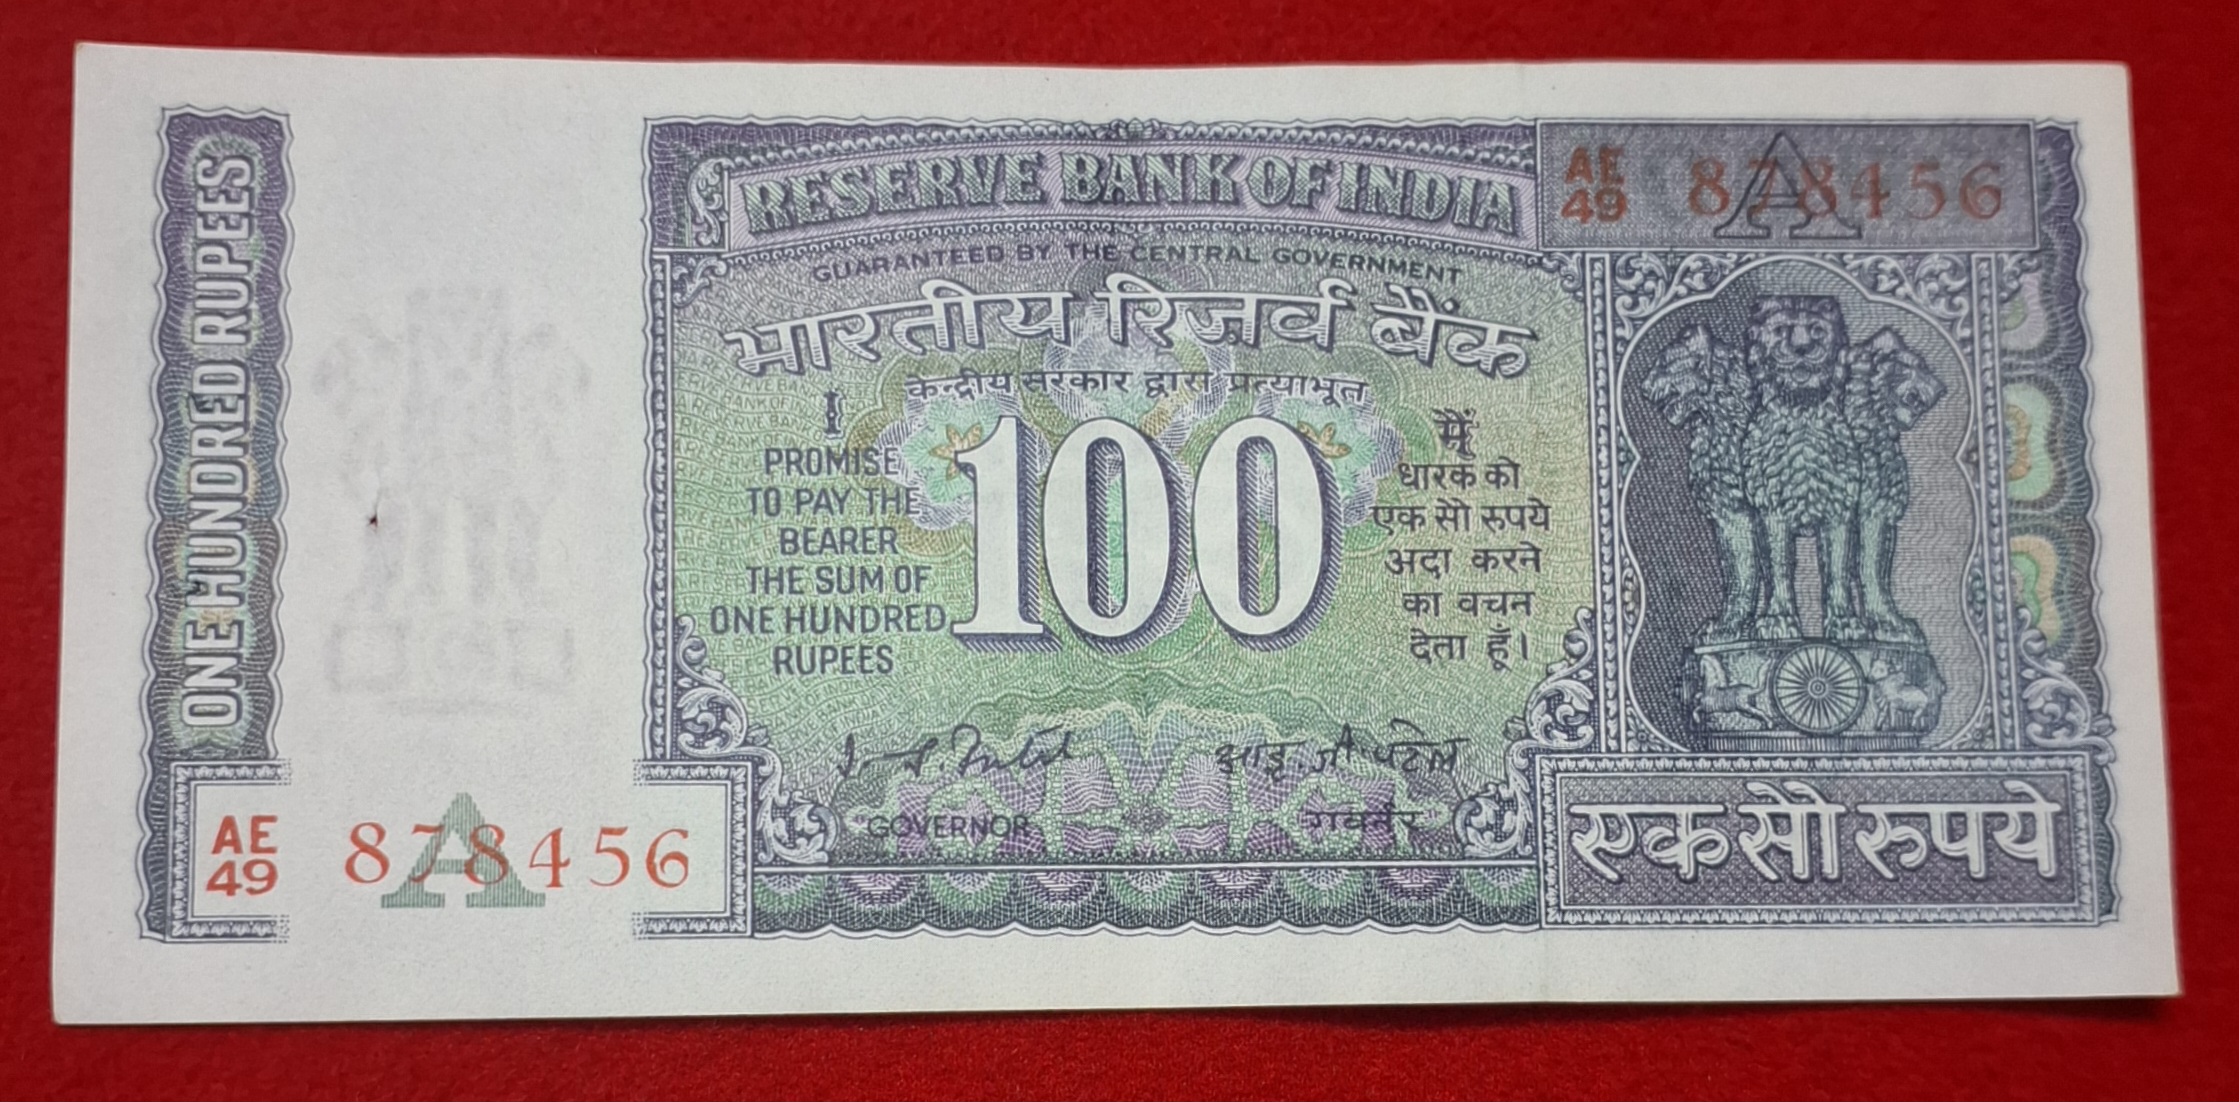 ONE HUNDRED RUPEES
RESERVE BANK OF INDIA
AE
49
A
878456
GUARANTEED BY THE CENTRAL GOVERNMENT
भारतीय रिज़र्व बैंक
केन्द्रीय सरकार द्वारा प्रत्याभूत
I
PROMISE
TO PAY THE
BEARER
THE SUM OF
ONE HUNDRED
RUPEES
100
मैं
धारक को
एक सौ रुपये
अदा करने
का वचन
देता हूँ।
आइ. जी. पटेल
GOVERNOR
गवर्नर
AE
49
A
878456
एक सौ रुपये